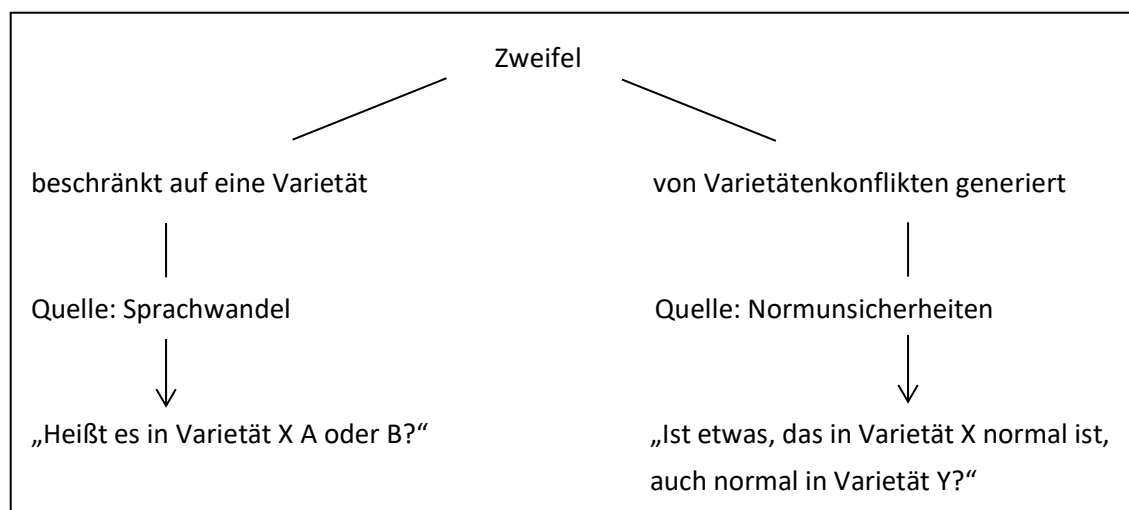 Zweifel
beschränkt auf eine Varietät
von Varietätenkonflikten generiert
Quelle: Sprachwandel
Quelle: Normunsicherheiten
„Heißt es in Varietät X A oder B?“
„Ist etwas, das in Varietät X normal ist,
auch normal in Varietät Y?“